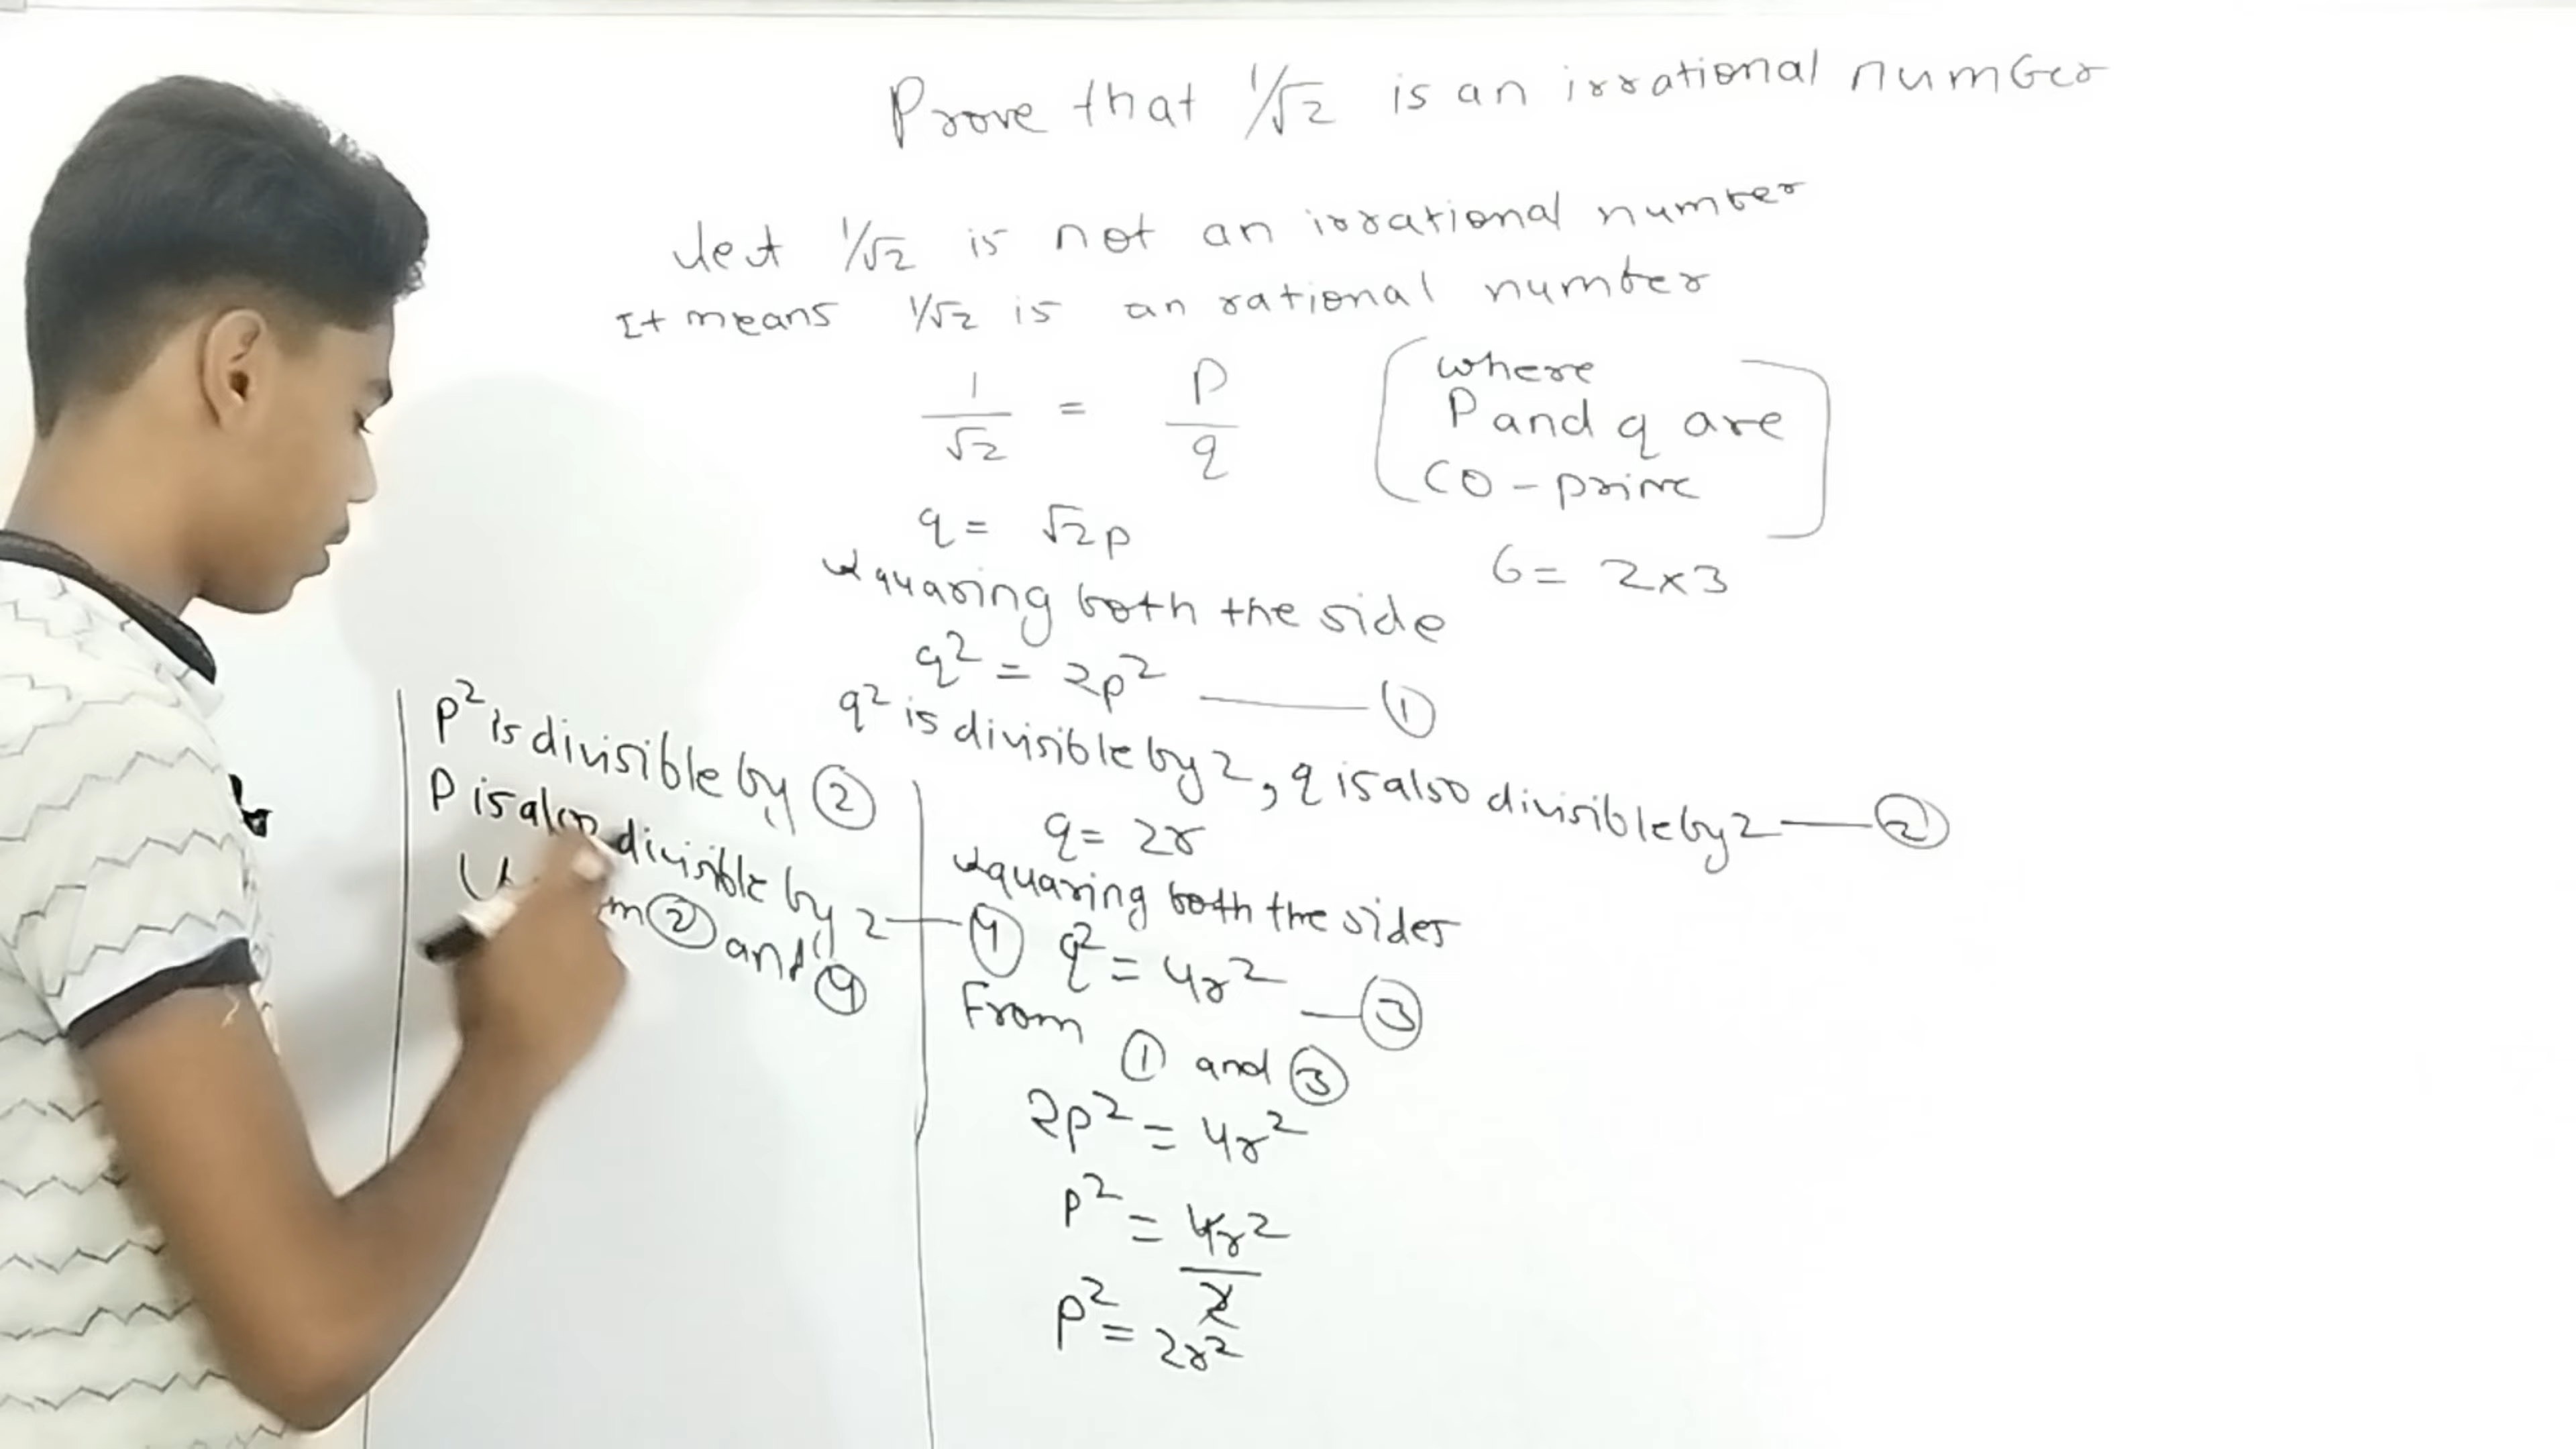 Prove that 1/√2 is an irrational number
Let 1/√2 is not an irrational number
It means 1/√2 is an rational number
1/√2 = P/q
where
P and q are
CO-prime
q = √2p
6 = 2×3
Squaring both the side
q² = 2p² — ①
q² is divisible by 2, q is also divisible by 2 — ②
q = 2r
Squaring both the sides
q² = 4r² — ③
From
① and ③
2p² = 4r²
p² = 4r²/2
p² = 2r²
p² is divisible by ②
P is also divisible by 2 — ④
② and ④